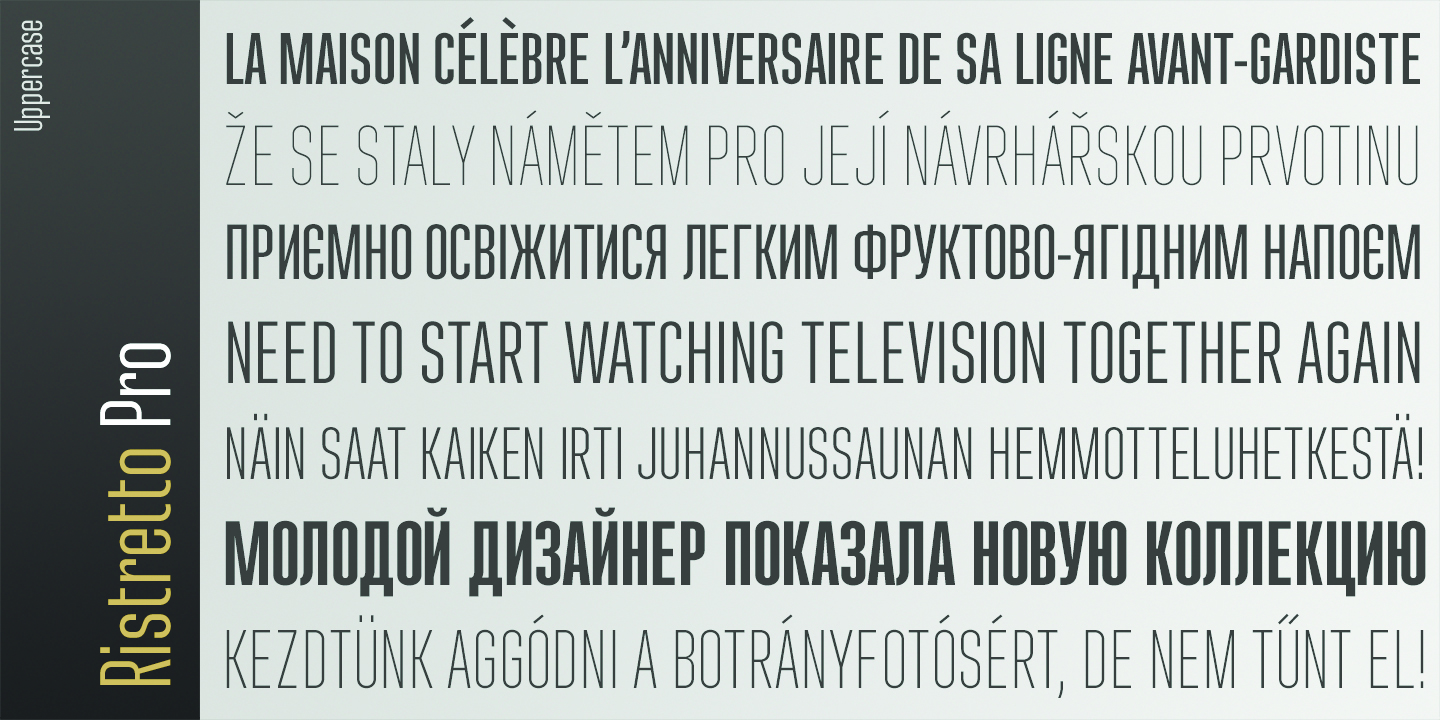 Uppercase
Ristretto Pro
LA MAISON CÉLÈBRE L’ANNIVERSAIRE DE SA LIGNE AVANT-GARDISTE
ŽE SE STALY NÁMĚTEM PRO JEJÍ NÁVRHÁŘSKOU PRVOTINU
ПРИЄМНО ОСВІЖИТИСЯ ЛЕГКИМ ФРУКТОВО-ЯГІДНИМ НАПОЄМ
NEED TO START WATCHING TELEVISION TOGETHER AGAIN
NÄIN SAAT KAIKEN IRTI JUHANNUSSAUNAN HEMMOTTELUHETKESTÄ!
МОЛОДОЙ ДИЗАЙНЕР ПОКАЗАЛА НОВУЮ КОЛЛЕКЦИЮ
KEZDTÜNK AGGÓDNI A BOTRÁNYFOTÓSÉRT, DE NEM TŰNT EL!